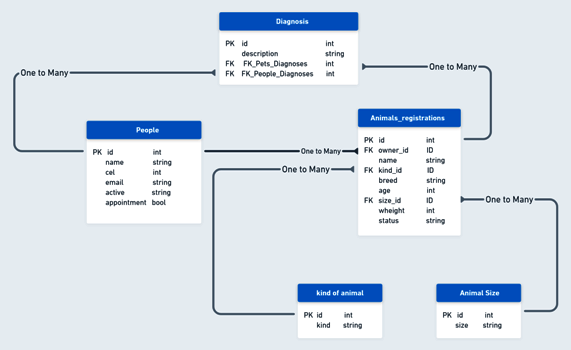 Diagnosis
PK id int
description string
FK FK_Pets_Diagnoses int
FK FK_People_Diagnoses int
One to Many
One to Many
People
PK id int
name string
cel int
email string
active string
appointment bool
One to Many
One to Many
Animals_registrations
PK id int
FK owner_id ID
name string
FK kind_id ID
breed string
age int
FK size_id ID
wheight int
status string
One to Many
kind of animal
PK id int
kind string
Animal Size
PK id int
size string